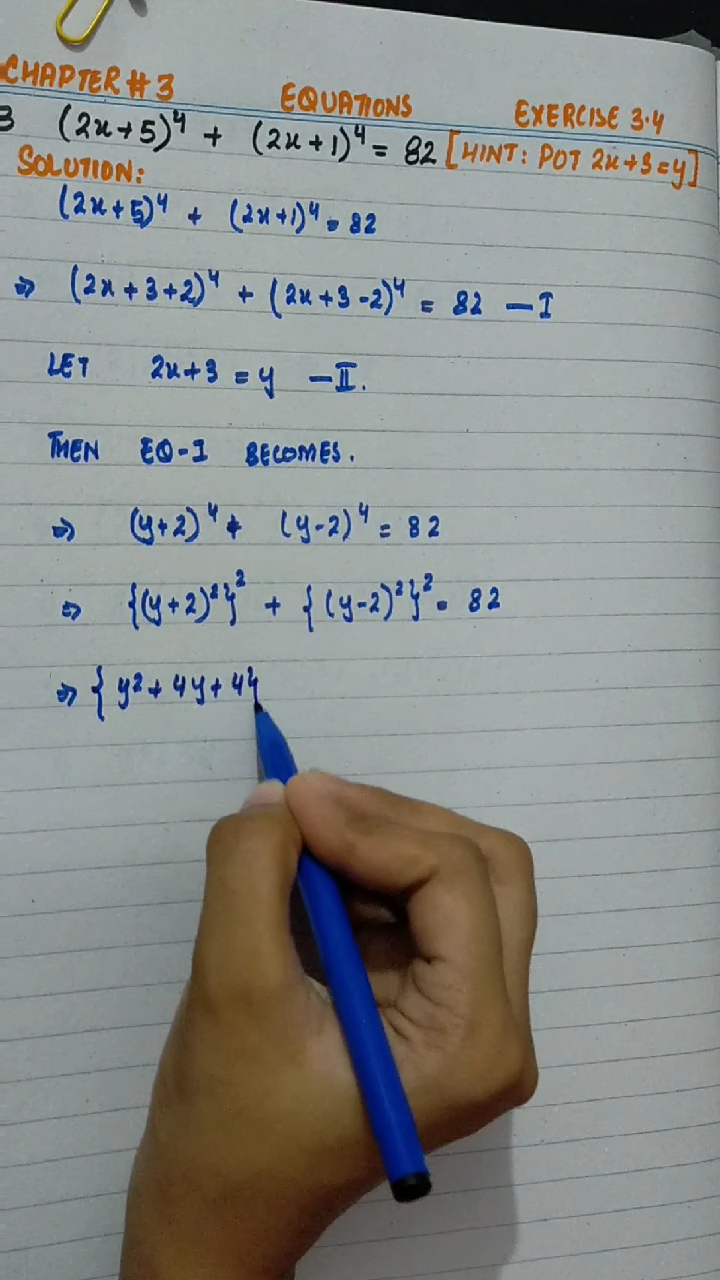 CHAPTER # 3 EQUATIONS EXERCISE 3.4
3 (2x+5)⁴ + (2x+1)⁴ = 82 [HINT: POT 2x+3=y]
SOLUTION:
(2x+5)⁴ + (2x+1)⁴ = 82
⇒ (2x+3+2)⁴ + (2x+3-2)⁴ = 82 — I
LET 2x+3 = y — II.
THEN EQ-I BECOMES.
⇒ (y+2)⁴ + (y-2)⁴ = 82
⇒ {(y+2)²}² + {(y-2)²}² = 82
⇒ { y² + 4y + 4}